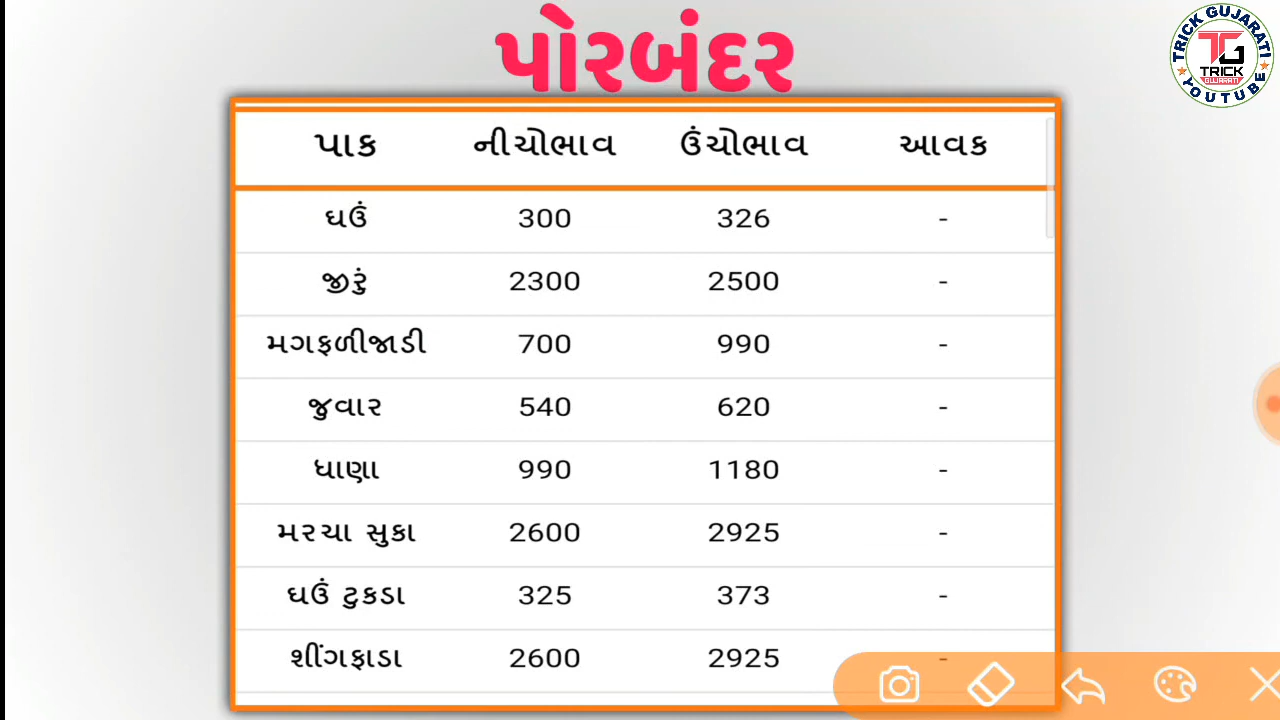 પોરબંદર
TRICK GUJARATI
TG
TRICK
GUJARATI
YOUTUBE
પાક નીચોભાવ ઉંચોભાવ આવક
ઘઉં 300 326 -
જીરું 2300 2500 -
મગફળીજાડી 700 990 -
જુવાર 540 620 -
ધાણા 990 1180 -
મરચા સુકા 2600 2925 -
ઘઉં ટુકડા 325 373 -
શીંગફાડા 2600 2925 -